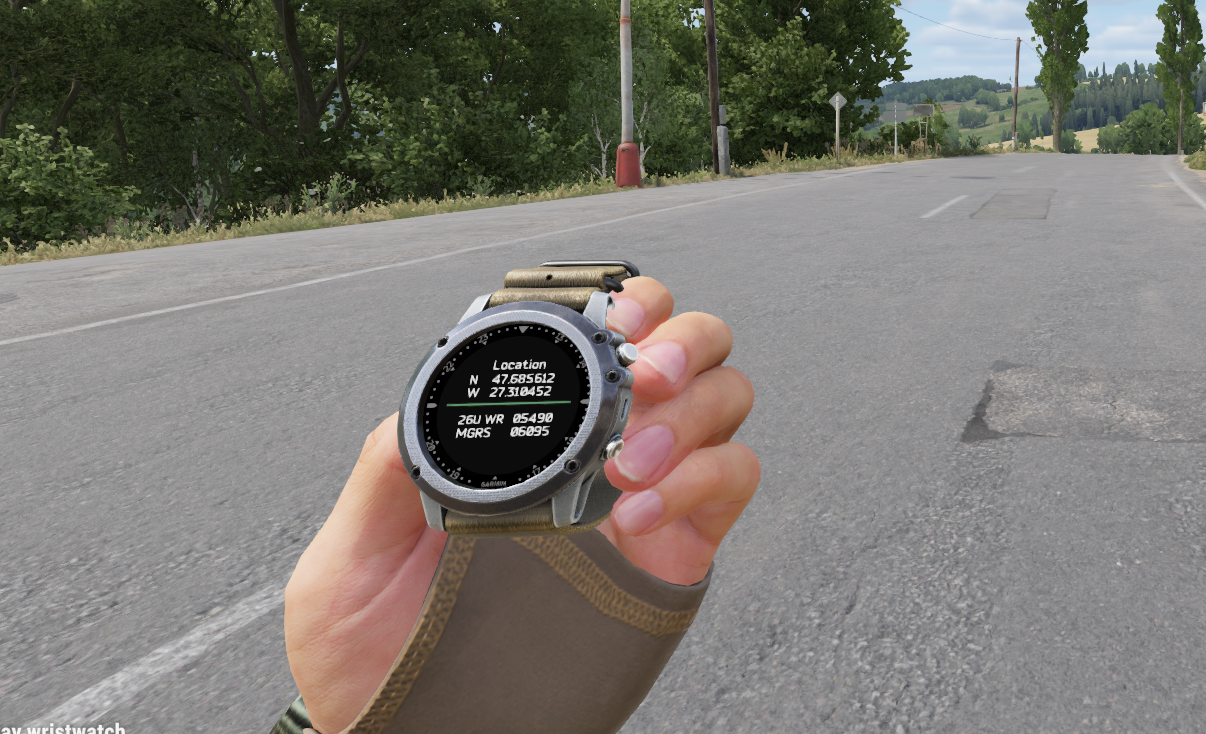 Location
N 47.685612
W 27.310452
26U WR 05490
MGRS 06095
GARMIN
ay wristwatch